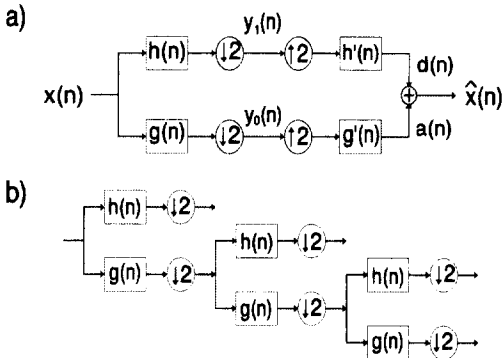 a)
y₁(n)
h(n) ↓2 ↑2 h'(n)
d(n)
x(n) + x̂(n)
y₀(n) a(n)
g(n) ↓2 ↑2 g'(n)
b)
h(n) ↓2
h(n) ↓2
g(n) ↓2
h(n) ↓2
g(n) ↓2
g(n) ↓2